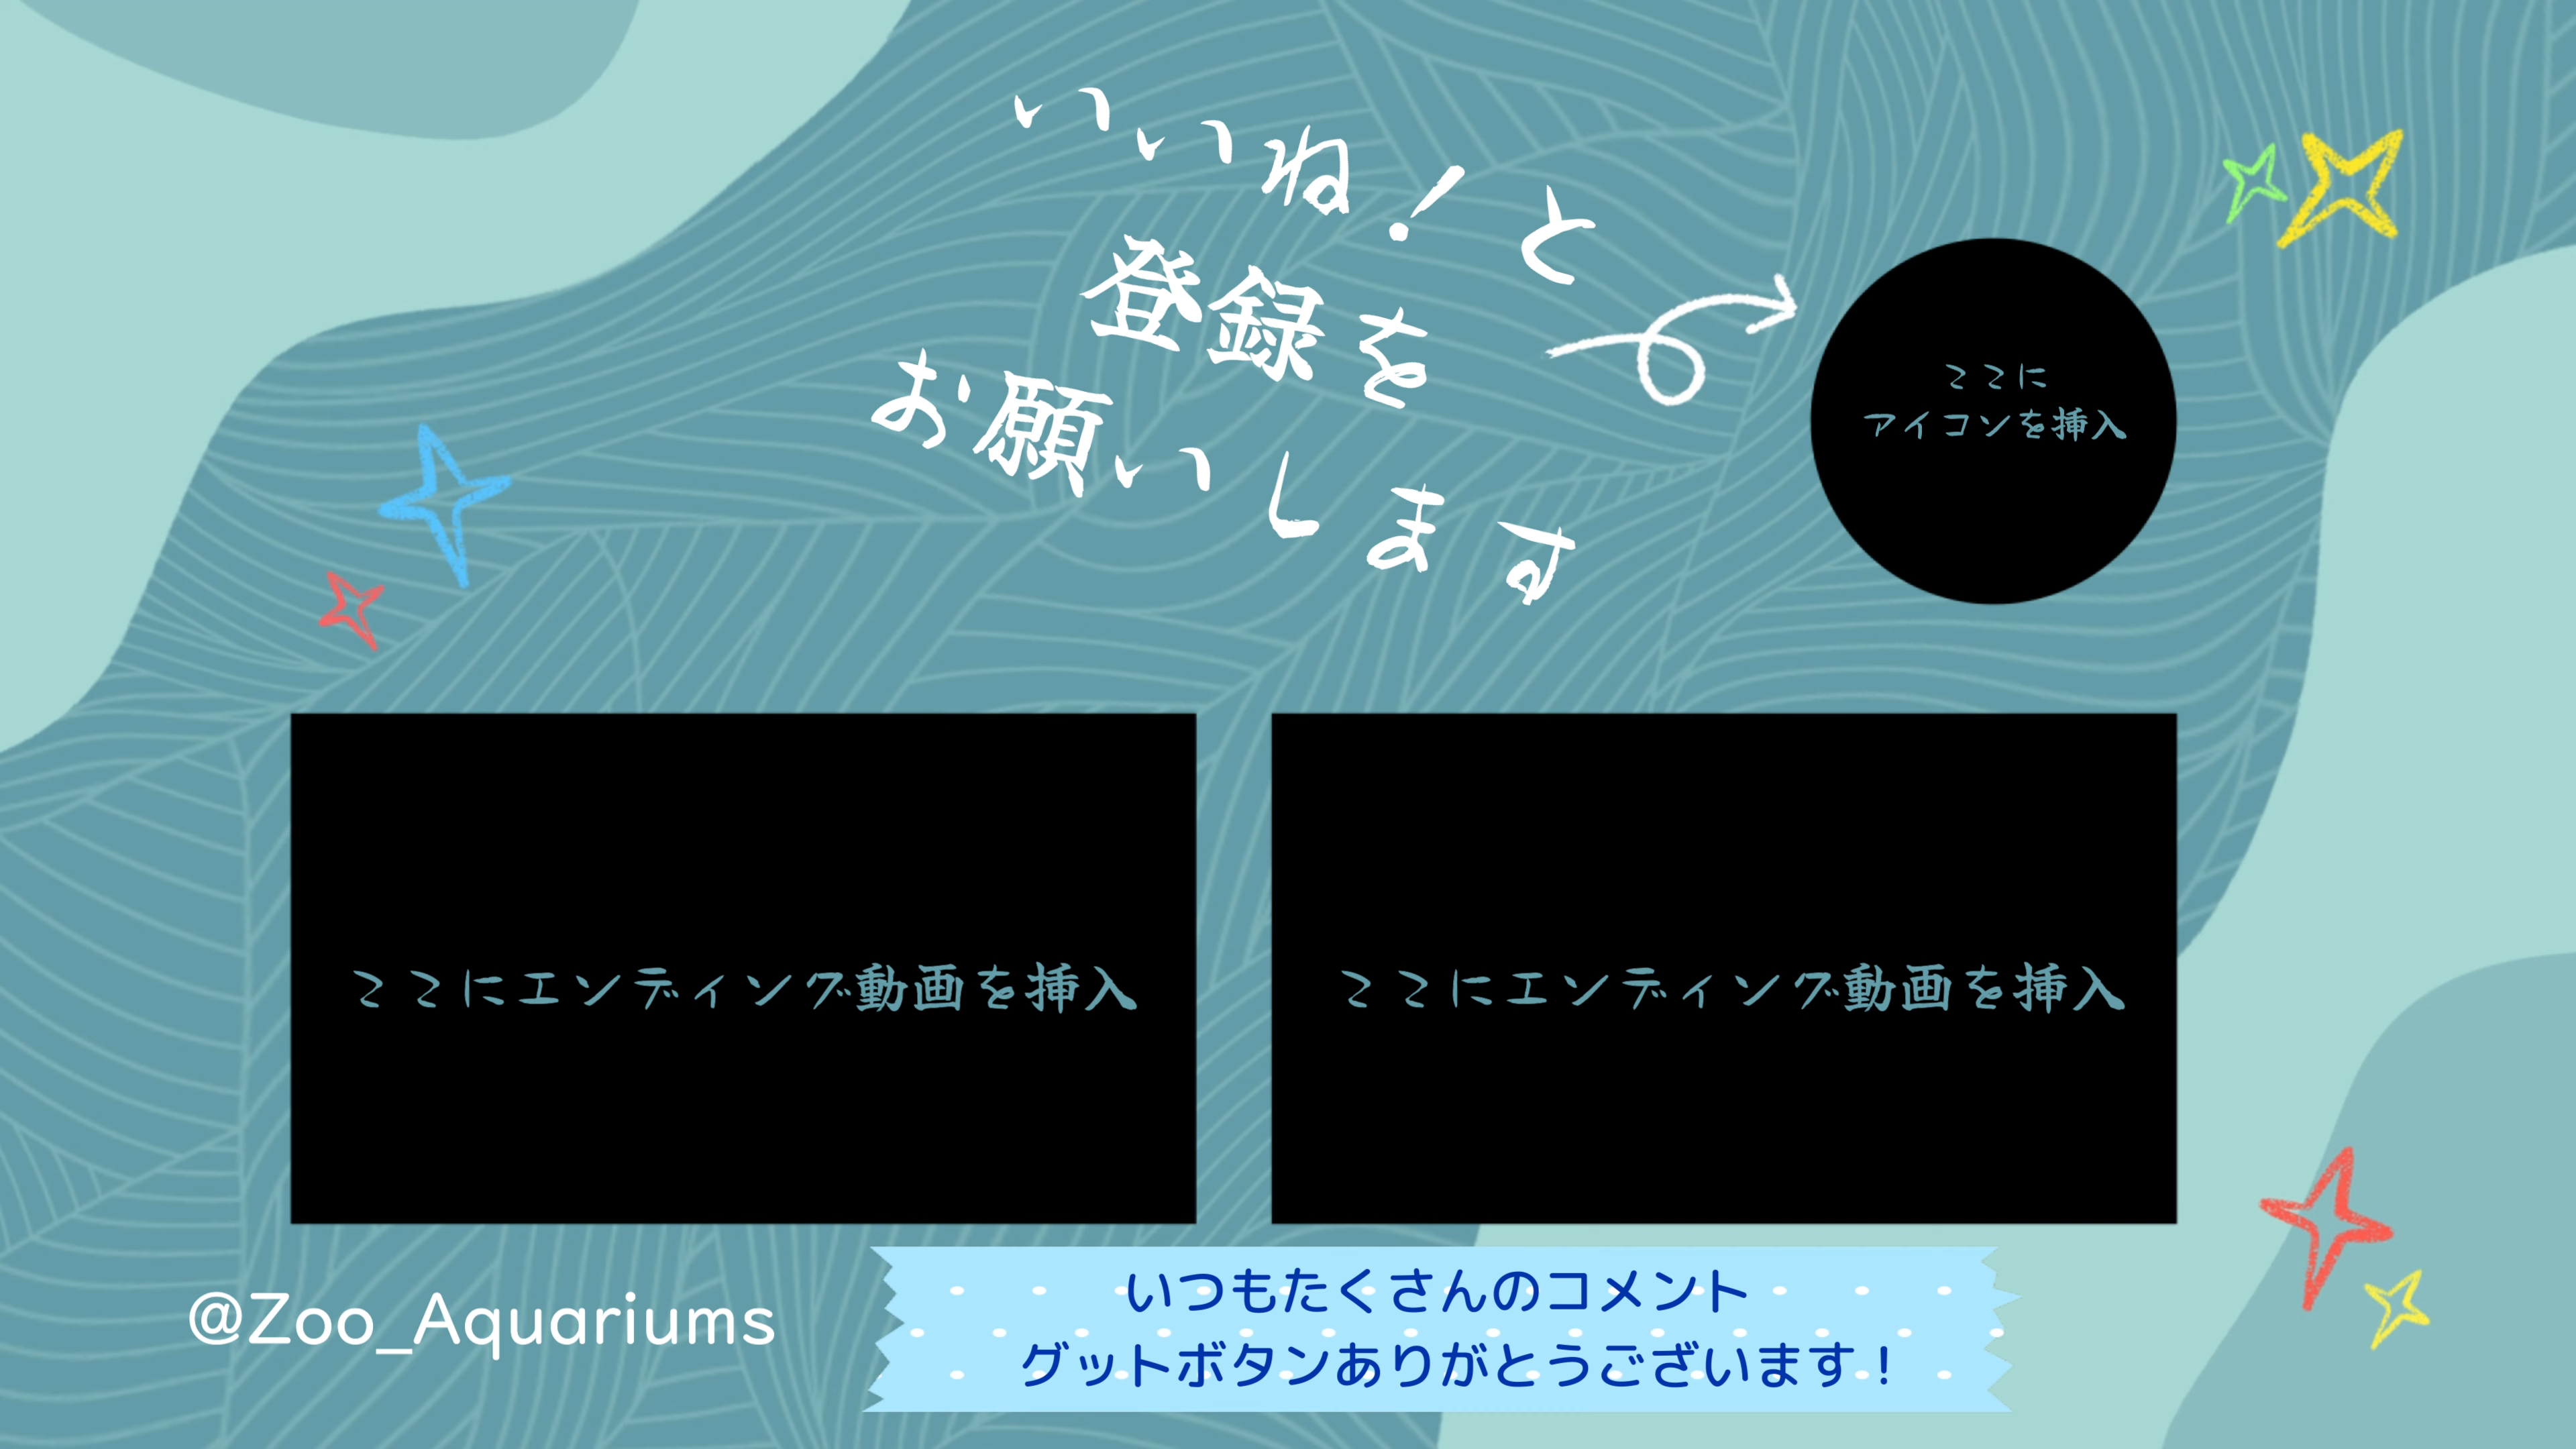 いいね！と
登録を
お願いします
ここに
アイコンを挿入
ここにエンディング動画を挿入
ここにエンディング動画を挿入
@Zoo_Aquariums
いつもたくさんのコメント
グットボタンありがとうございます！